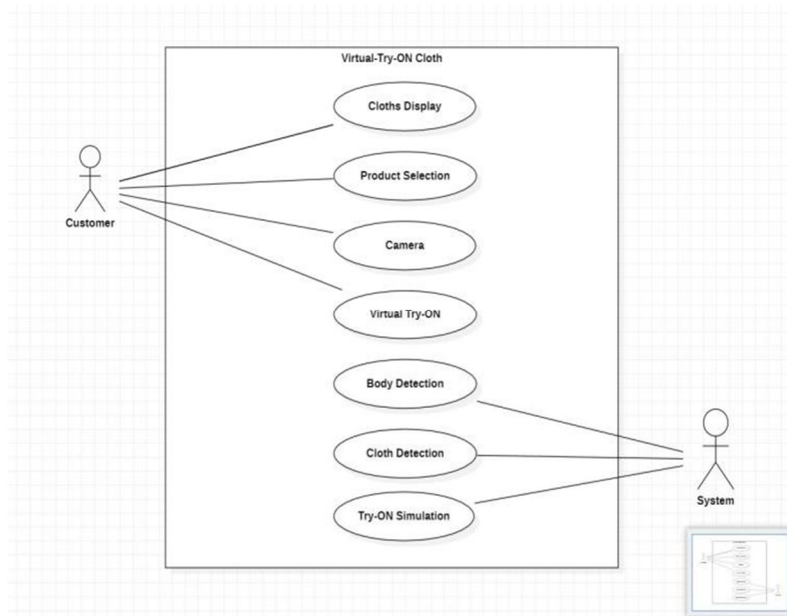 Virtual-Try-ON Cloth
Cloths Display
Product Selection
Customer
Camera
Virtual Try-ON
Body Detection
Cloth Detection
System
Try-ON Simulation